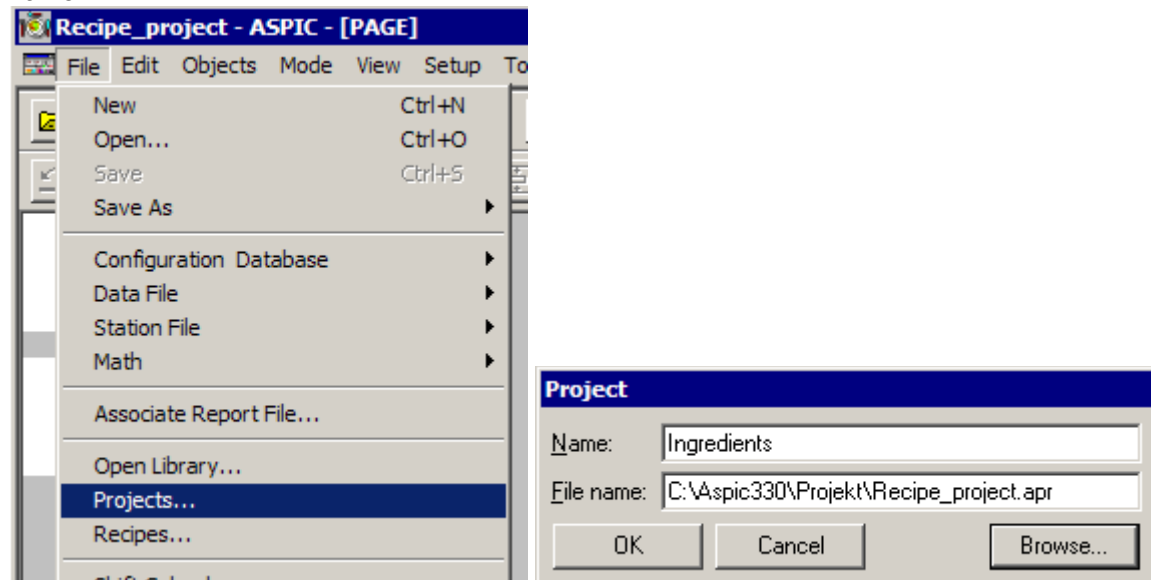 Recipe_project - ASPIC - [PAGE]
File Edit Objects Mode View Setup To
New Ctrl+N
Open... Ctrl+O
Save Ctrl+S
Save As
Configuration Database
Data File
Station File
Math
Associate Report File...
Open Library...
Projects...
Recipes...
Project
Name: Ingredients
File name: C:\Aspic330\Projekt\Recipe_project.apr
OK Cancel Browse...